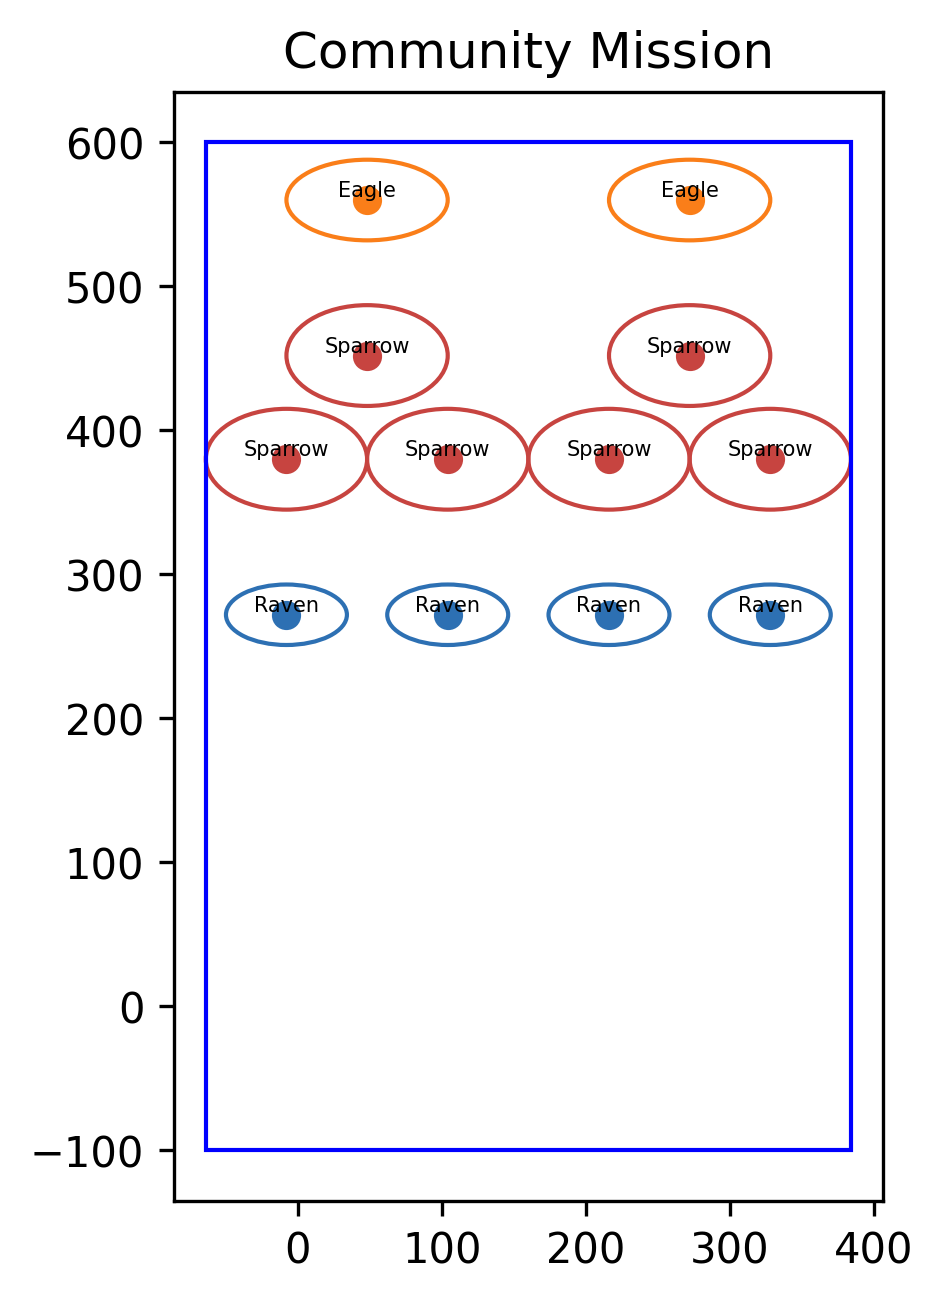 Community Mission
600
Eagle Eagle
500
Sparrow Sparrow
400
Sparrow Sparrow Sparrow Sparrow
300
Raven Raven Raven Raven
200
100
0
−100
0 100 200 300 400